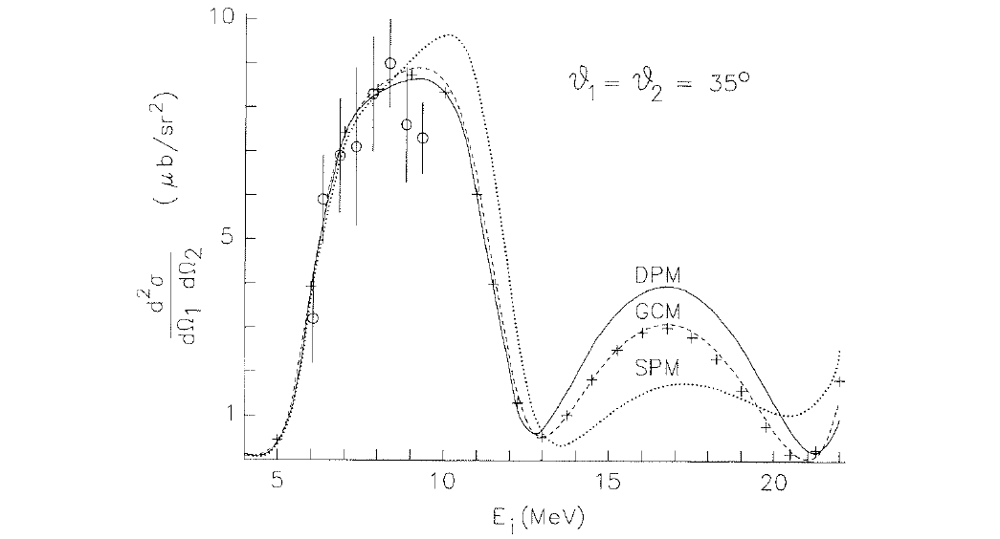 10
ϑ₁ = ϑ₂ = 35°
(μb/sr²)
5
d²σ
dΩ₁ dΩ₂
DPM
GCM
SPM
1
5 10 15 20
Eᵢ (MeV)